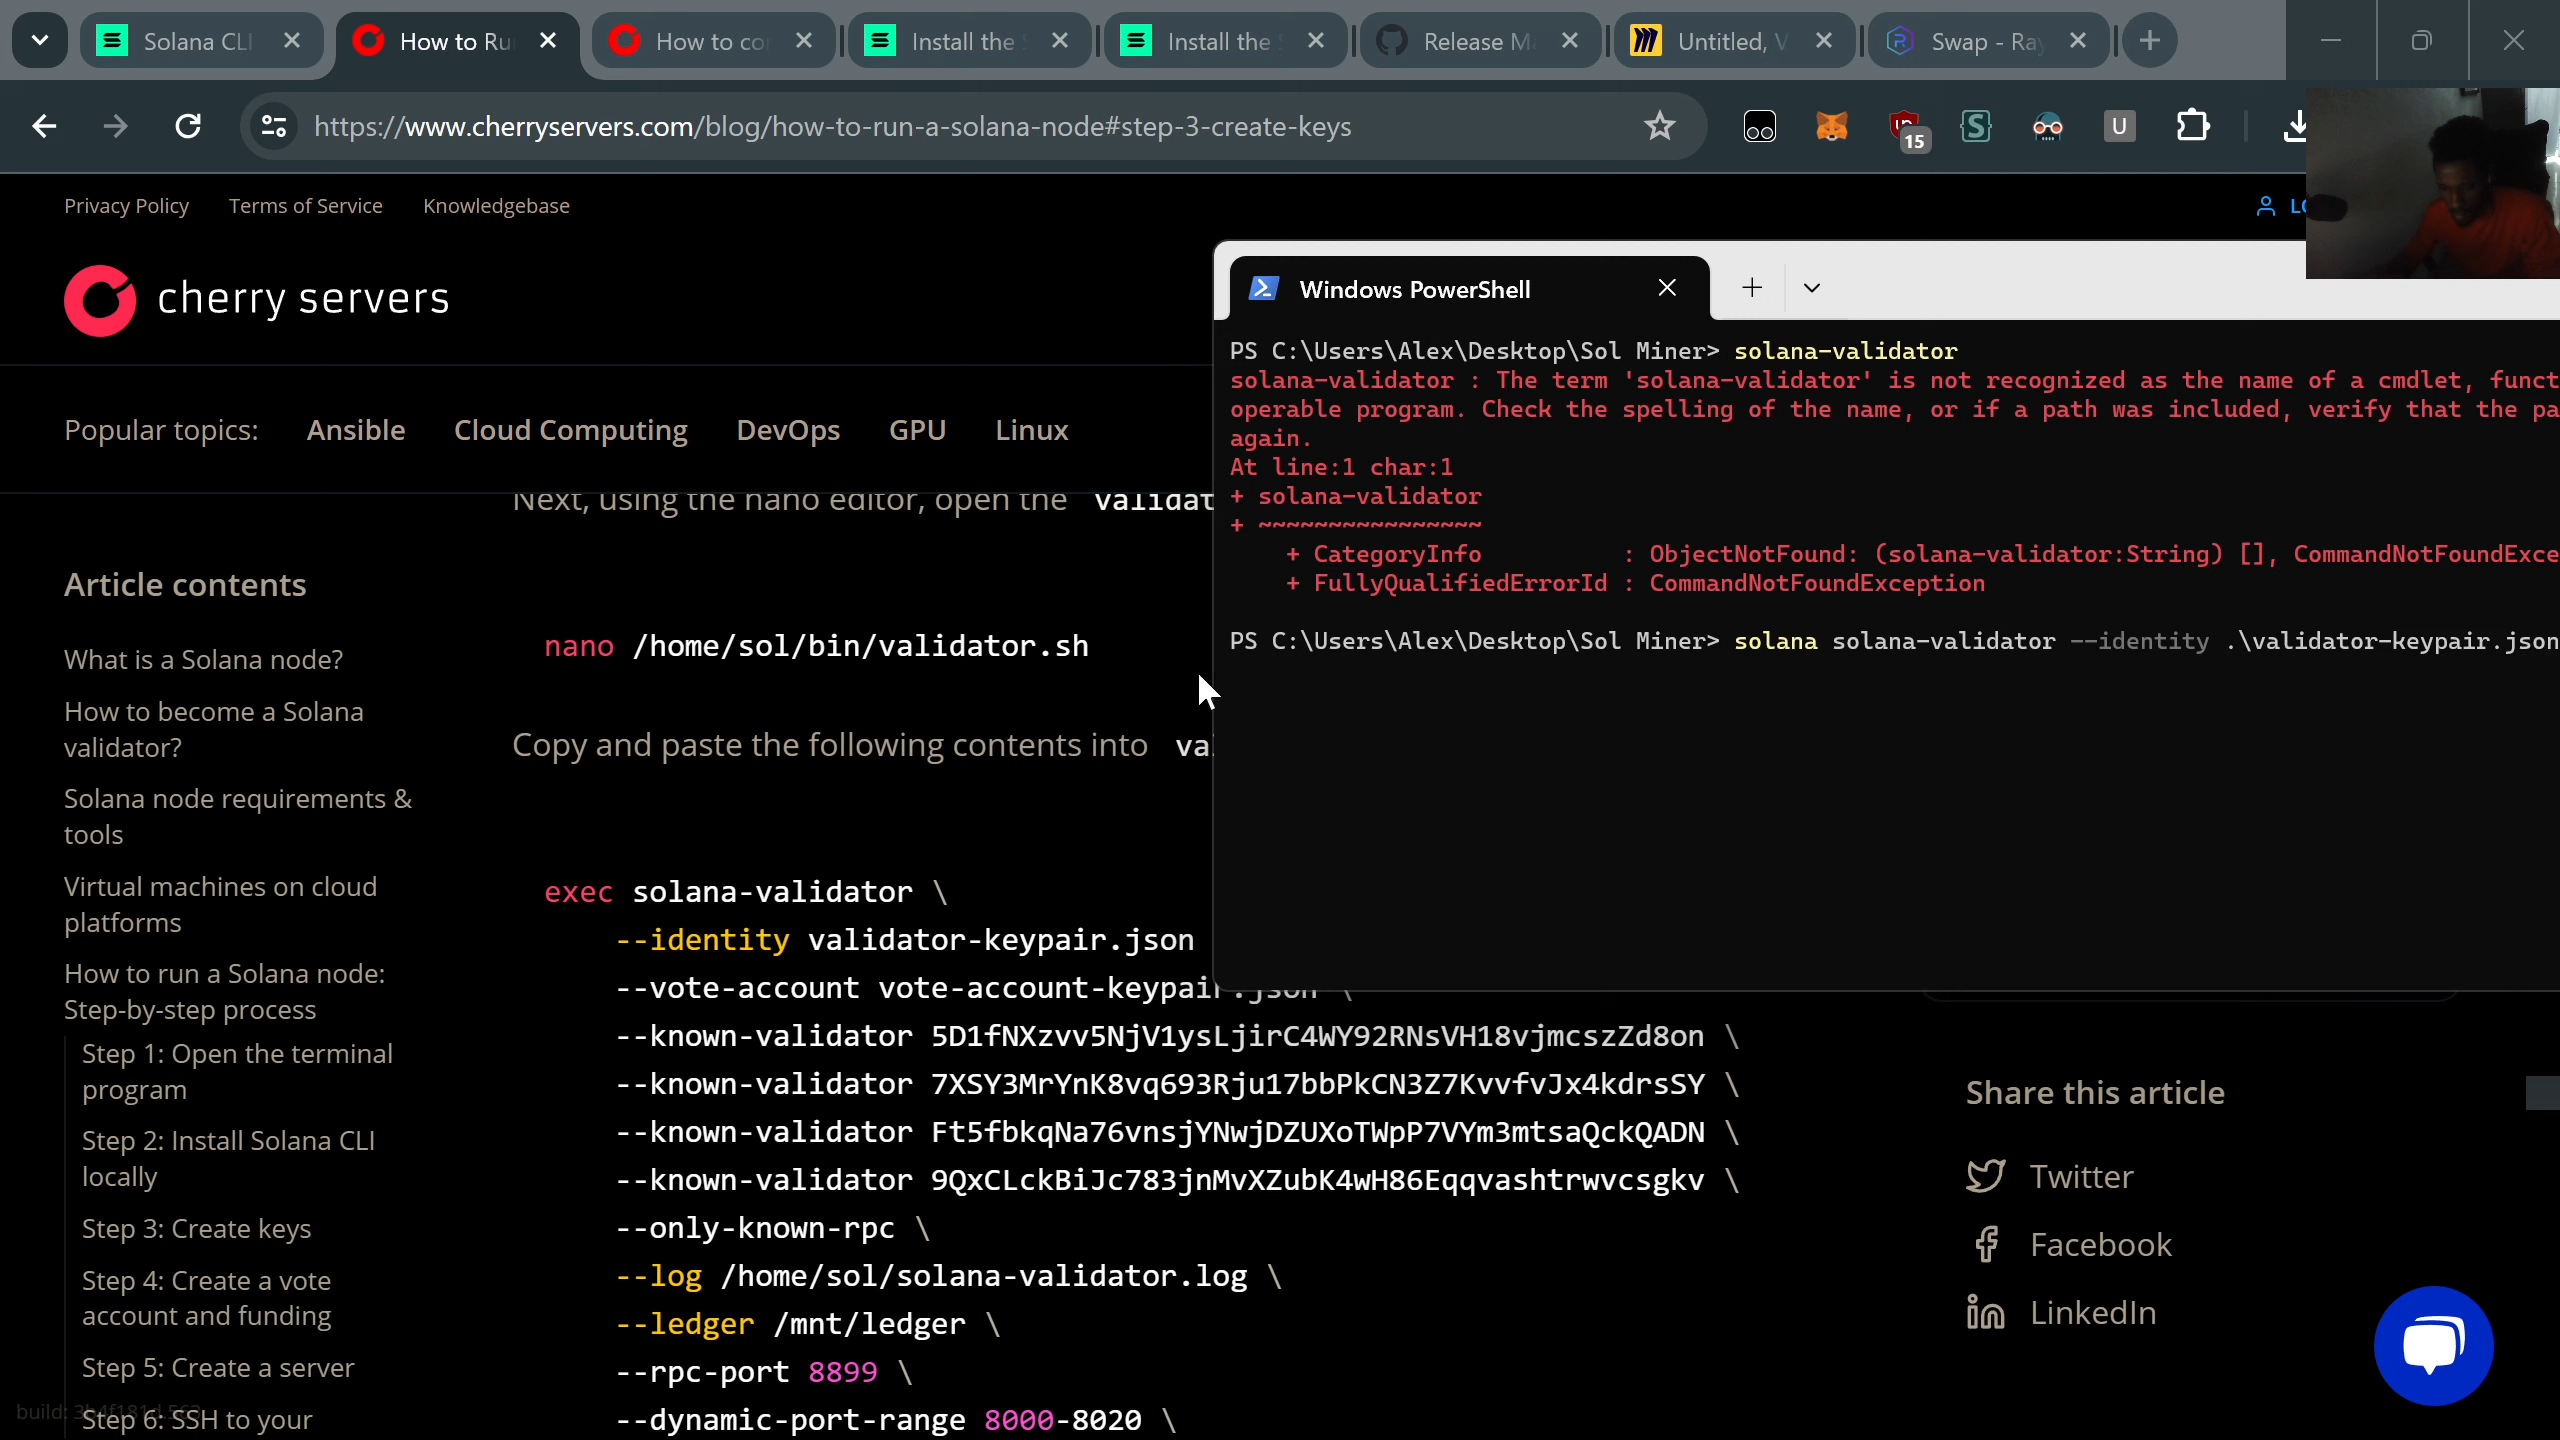 Solana CL
How to Ru
How to co
Install the
Install the
Release M
Untitled, V
Swap - Ra
https://www.cherryservers.com/blog/how-to-run-a-solana-node#step-3-create-keys
15
U
Privacy Policy
Terms of Service
Knowledgebase
cherry servers
Popular topics:
Ansible
Cloud Computing
DevOps
GPU
Linux
Next, using the nano editor, open the validat
nano /home/sol/bin/validator.sh
Copy and paste the following contents into va
exec solana-validator \
--identity validator-keypair.json
--vote-account vote-account-keypair.json \
--known-validator 5D1fNXzvv5NjV1ysLjirC4WY92RNsVH18vjmcszZd8on \
--known-validator 7XSY3MrYnK8vq693Rju17bbPkCN3Z7KvvfvJx4kdrsSY \
--known-validator Ft5fbkqNa76vnsjYNwjDZUXoTWpP7VYm3mtsaQckQADN \
--known-validator 9QxCLckBiJc783jnMvXZubK4wH86Eqqvashtrwvcsgkv \
--only-known-rpc \
--log /home/sol/solana-validator.log \
--ledger /mnt/ledger \
--rpc-port 8899 \
--dynamic-port-range 8000-8020 \
Article contents
What is a Solana node?
How to become a Solana
validator?
Solana node requirements &
tools
Virtual machines on cloud
platforms
How to run a Solana node:
Step-by-step process
Step 1: Open the terminal
program
Step 2: Install Solana CLI
locally
Step 3: Create keys
Step 4: Create a vote
account and funding
Step 5: Create a server
Step 6: SSH to your
build:
Windows PowerShell
PS C:\Users\Alex\Desktop\Sol Miner> solana-validator
solana-validator : The term 'solana-validator' is not recognized as the name of a cmdlet, funct
operable program. Check the spelling of the name, or if a path was included, verify that the pa
again.
At line:1 char:1
+ solana-validator
+ ~~~~~~~~~~~~~~~~
+ CategoryInfo : ObjectNotFound: (solana-validator:String) [], CommandNotFoundExce
+ FullyQualifiedErrorId : CommandNotFoundException
PS C:\Users\Alex\Desktop\Sol Miner> solana solana-validator --identity .\validator-keypair.json
Share this article
Twitter
Facebook
LinkedIn